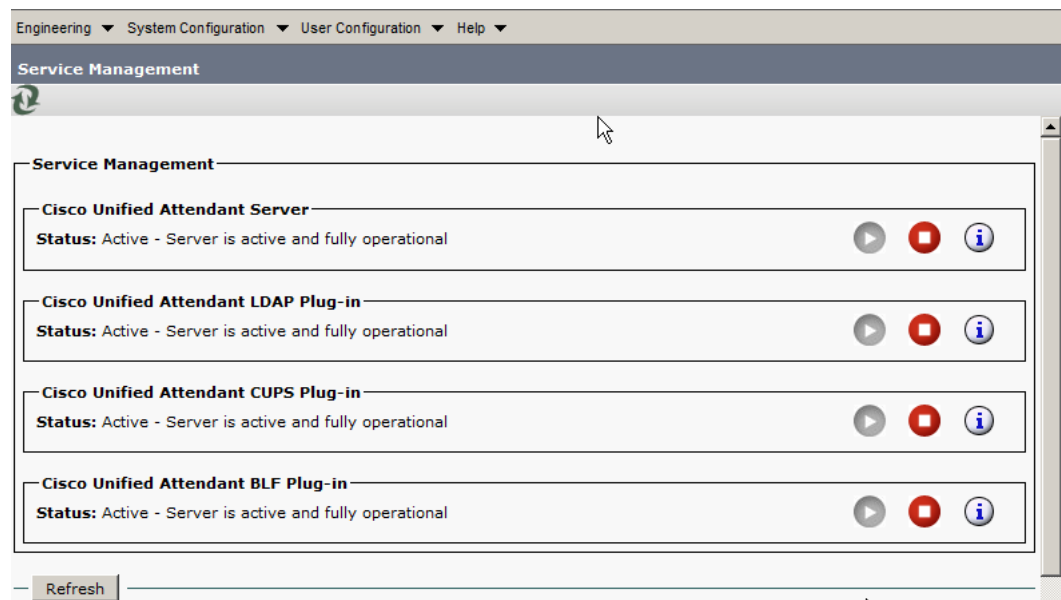 Engineering System Configuration User Configuration Help
Service Management
Service Management
Cisco Unified Attendant Server
Status: Active - Server is active and fully operational
Cisco Unified Attendant LDAP Plug-in
Status: Active - Server is active and fully operational
Cisco Unified Attendant CUPS Plug-in
Status: Active - Server is active and fully operational
Cisco Unified Attendant BLF Plug-in
Status: Active - Server is active and fully operational
Refresh